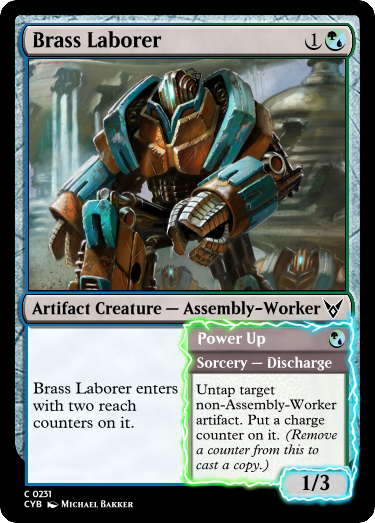 Brass Laborer 1
Artifact Creature — Assembly-Worker
Brass Laborer enters
with two reach
counters on it.
Power Up
Sorcery — Discharge
Untap target
non-Assembly-Worker
artifact. Put a charge
counter on it. (Remove
a counter from this to
cast a copy.)
1/3
C 0231
CYB Michael Bakker